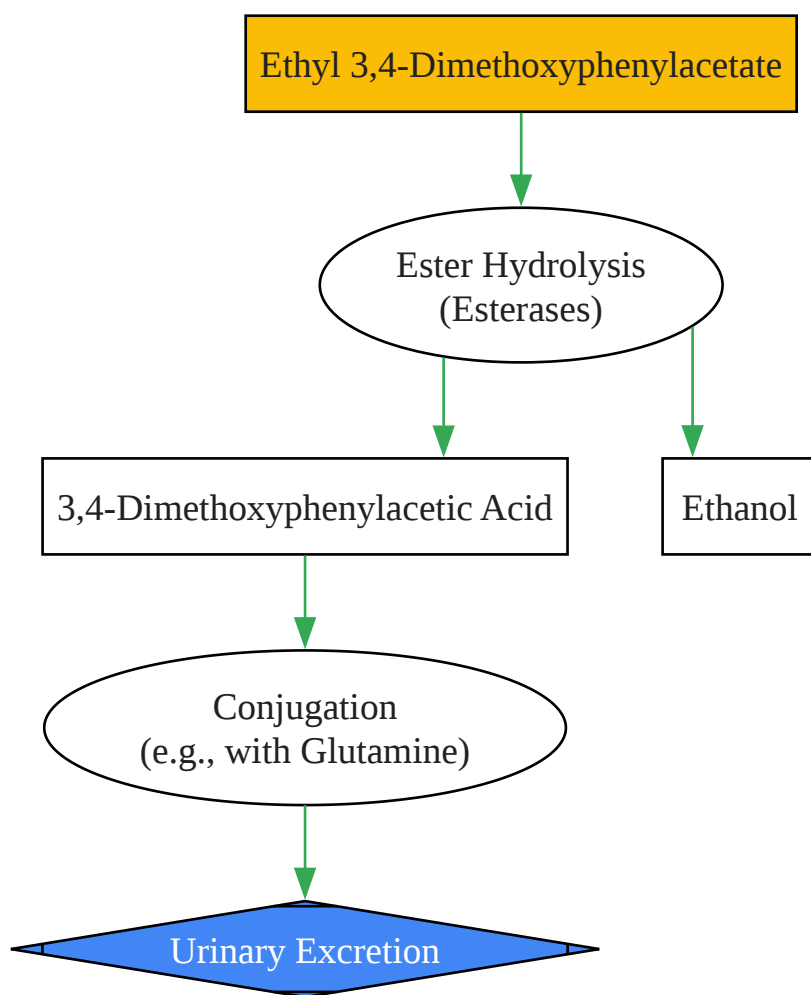 Ethyl 3,4-Dimethoxyphenylacetate
Ester Hydrolysis
(Esterases)
3,4-Dimethoxyphenylacetic Acid
Ethanol
Conjugation
(e.g., with Glutamine)
Urinary Excretion